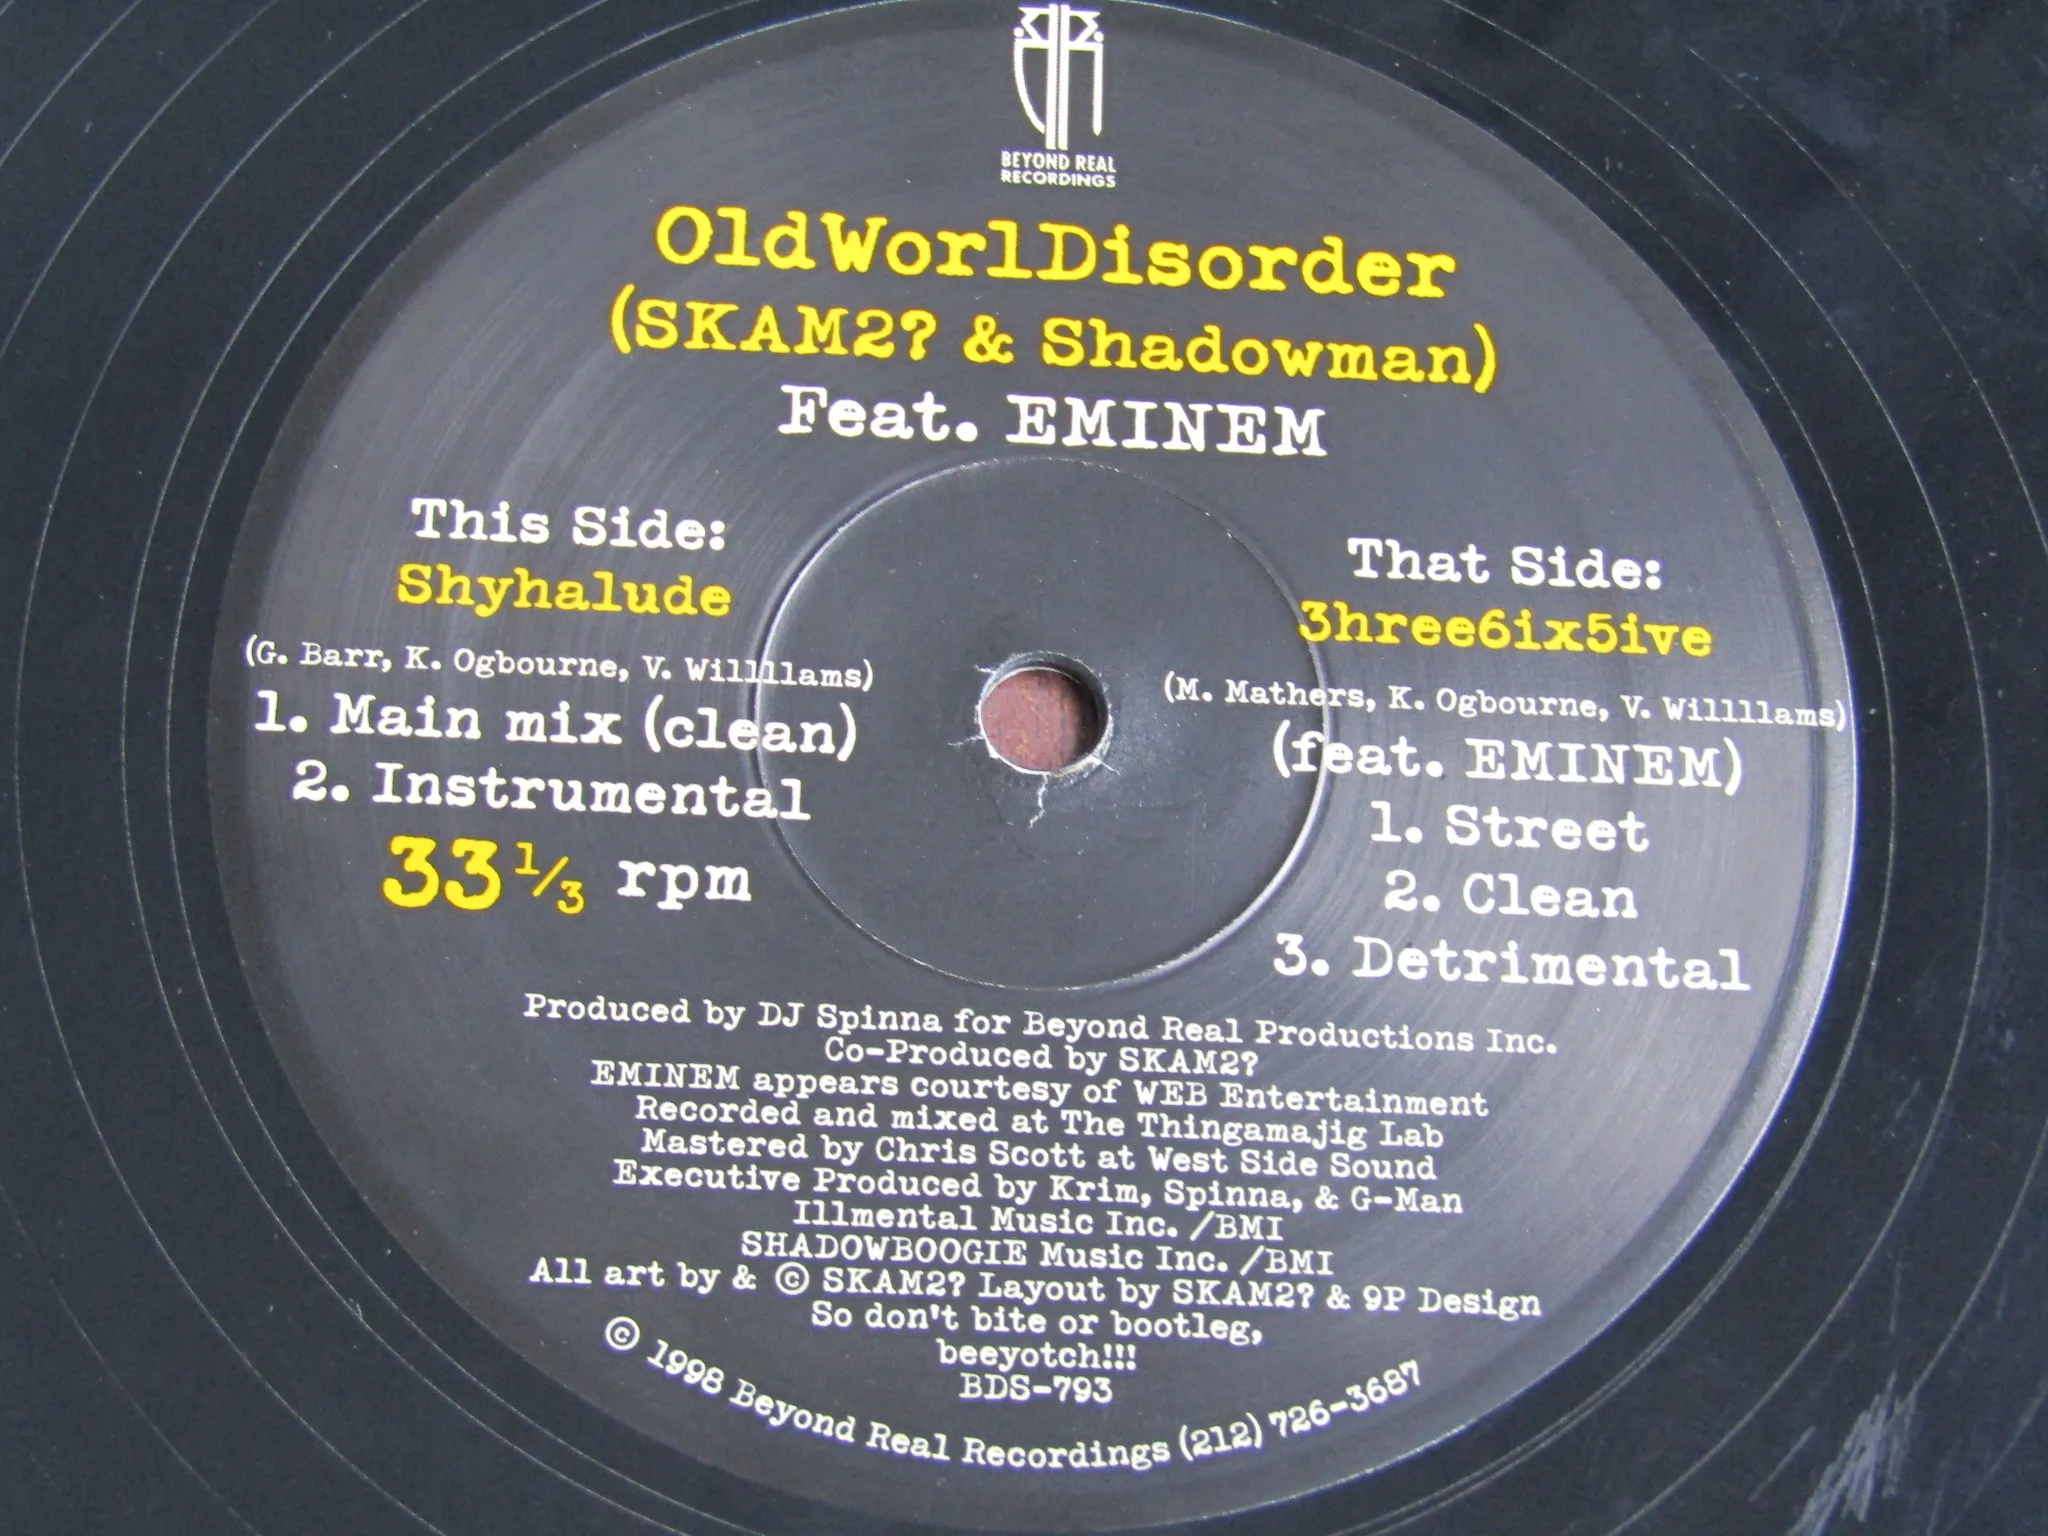 BEYOND REAL
RECORDINGS
OldWorlDisorder
(SKAM2? & Shadowman)
Feat. EMINEM
This Side:
Shyhalude
(G. Barr, K. Ogbourne, V. Willlllams)
1. Main mix (clean)
2. Instrumental
33 1/3 rpm
That Side:
3hree6ix5ive
(M. Mathers, K. Ogbourne, V. Willlllams)
(feat. EMINEM)
1. Street
2. Clean
3. Detrimental
Produced by DJ Spinna for Beyond Real Productions Inc.
Co-Produced by SKAM2?
EMINEM appears courtesy of WEB Entertainment
Recorded and mixed at The Thingamajig Lab
Mastered by Chris Scott at West Side Sound
Executive Produced by Krim, Spinna, & G-Man
Illmental Music Inc. /BMI
SHADOWBOOGIE Music Inc. /BMI
All art by & © SKAM2? Layout by SKAM2? & 9P Design
So don't bite or bootleg,
beeyotch!!!
BDS-793
© 1998 Beyond Real Recordings (212) 726-3687